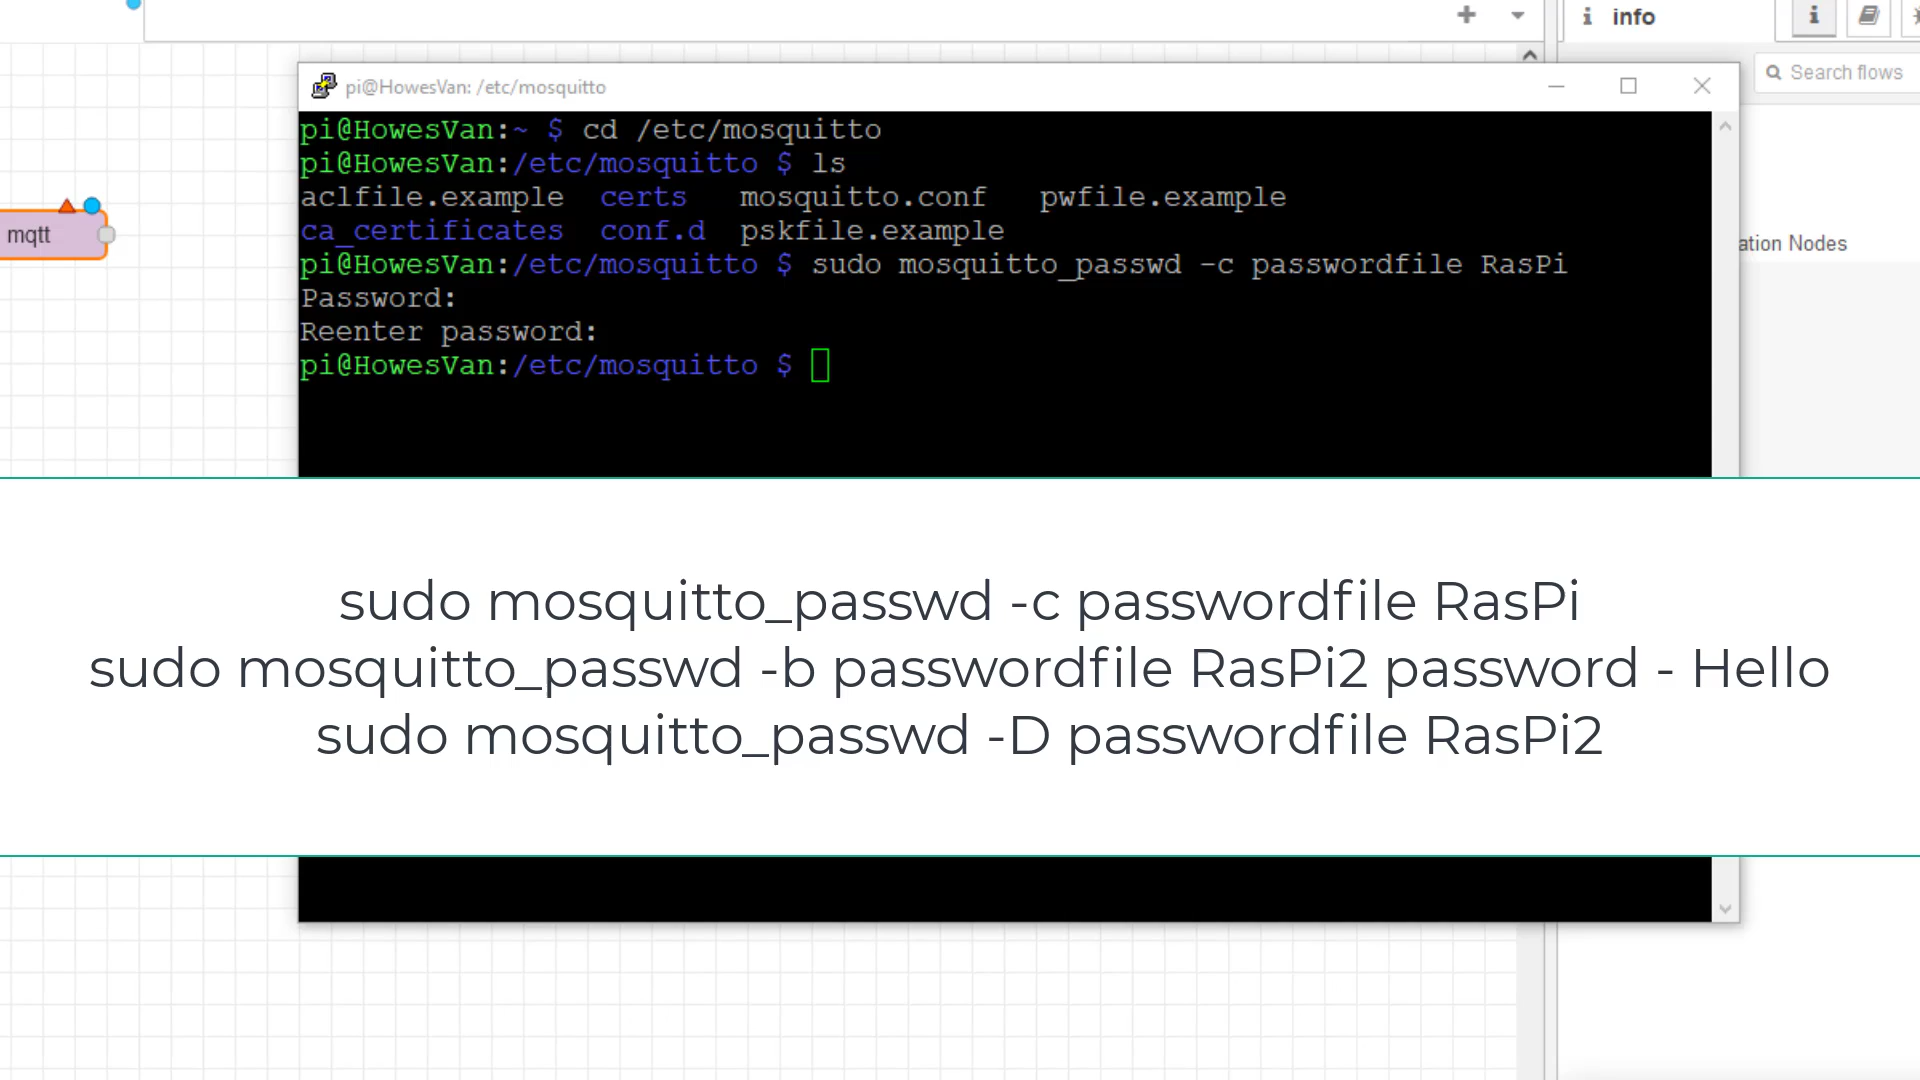 info
Search flows
pi@HowesVan: /etc/mosquitto
pi@HowesVan:~ $ cd /etc/mosquitto
pi@HowesVan:/etc/mosquitto $ ls
aclfile.example certs mosquitto.conf pwfile.example
ca_certificates conf.d pskfile.example
pi@HowesVan:/etc/mosquitto $ sudo mosquitto_passwd -c passwordfile RasPi
Password:
Reenter password:
pi@HowesVan:/etc/mosquitto $
mqtt
ation Nodes
sudo mosquitto_passwd -c passwordfile RasPi
sudo mosquitto_passwd -b passwordfile RasPi2 password - Hello
sudo mosquitto_passwd -D passwordfile RasPi2